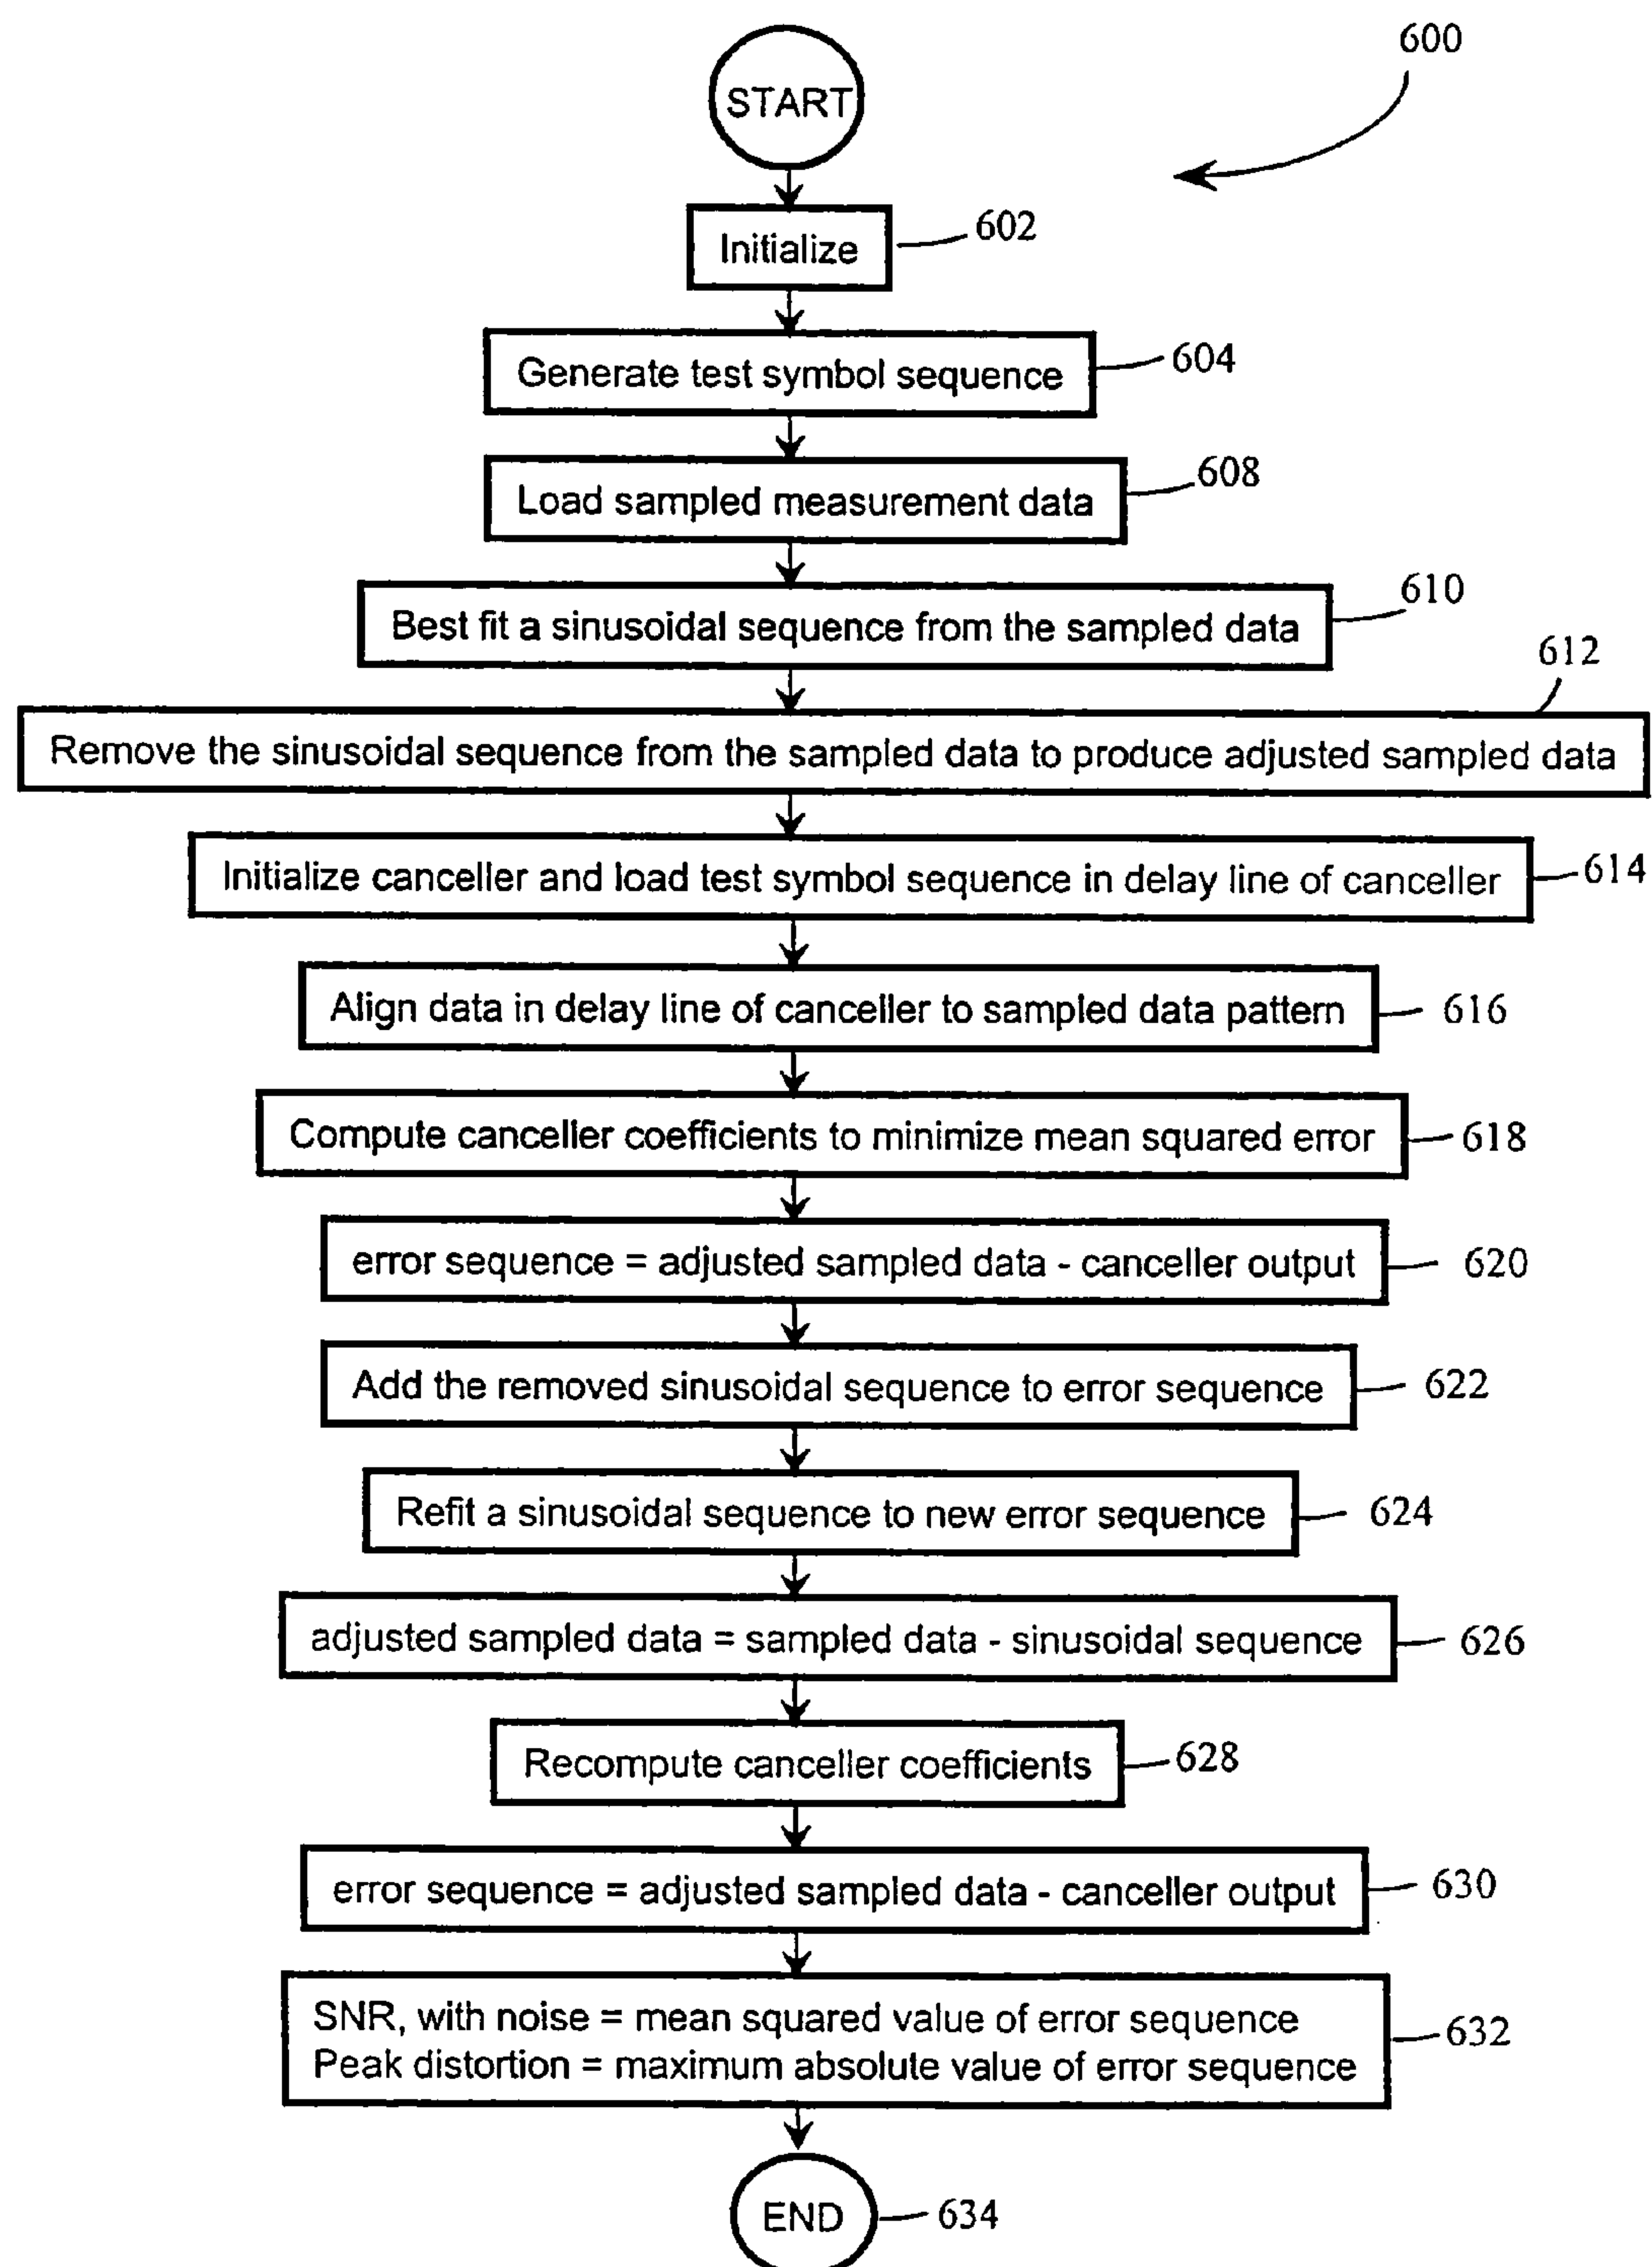 600
START
Initialize
602
Generate test symbol sequence
604
Load sampled measurement data
608
Best fit a sinusoidal sequence from the sampled data
610
612
Remove the sinusoidal sequence from the sampled data to produce adjusted sampled data
Initialize canceller and load test symbol sequence in delay line of canceller
614
Align data in delay line of canceller to sampled data pattern
616
Compute canceller coefficients to minimize mean squared error
618
error sequence = adjusted sampled data - canceller output
620
Add the removed sinusoidal sequence to error sequence
622
Refit a sinusoidal sequence to new error sequence
624
adjusted sampled data = sampled data - sinusoidal sequence
626
Recompute canceller coefficients
628
error sequence = adjusted sampled data - canceller output
630
SNR, with noise = mean squared value of error sequence
Peak distortion = maximum absolute value of error sequence
632
END
634